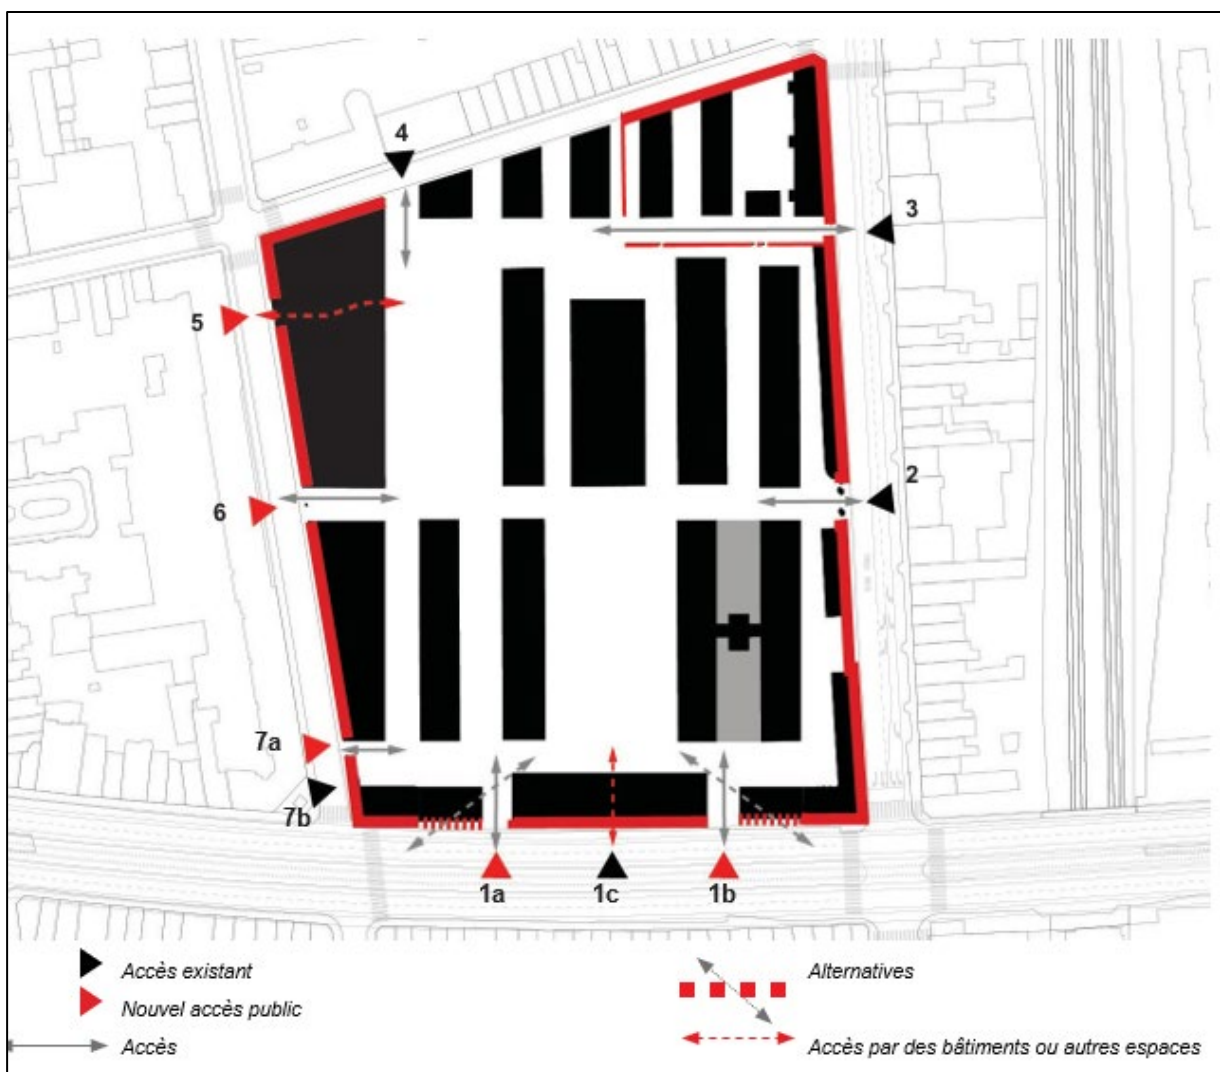 4
3
5
2
6
7a
7b
1a
1c
1b
Accès existant
Nouvel accès public
Accès
Alternatives
Accès par des bâtiments ou autres espaces